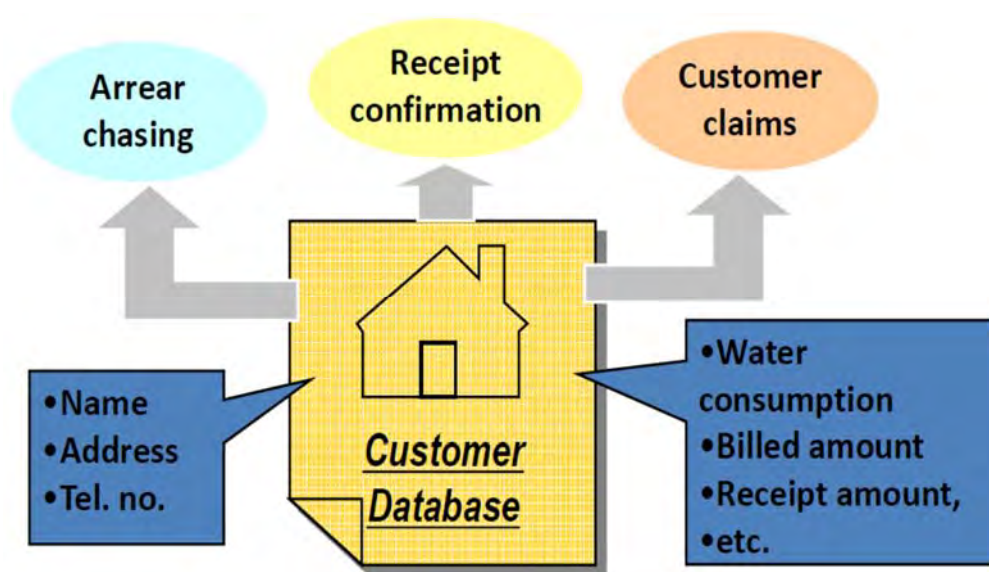 Arrear
chasing
Receipt
confirmation
Customer
claims
•Name
•Address
•Tel. no.
Customer
Database
•Water
consumption
•Billed amount
•Receipt amount,
•etc.